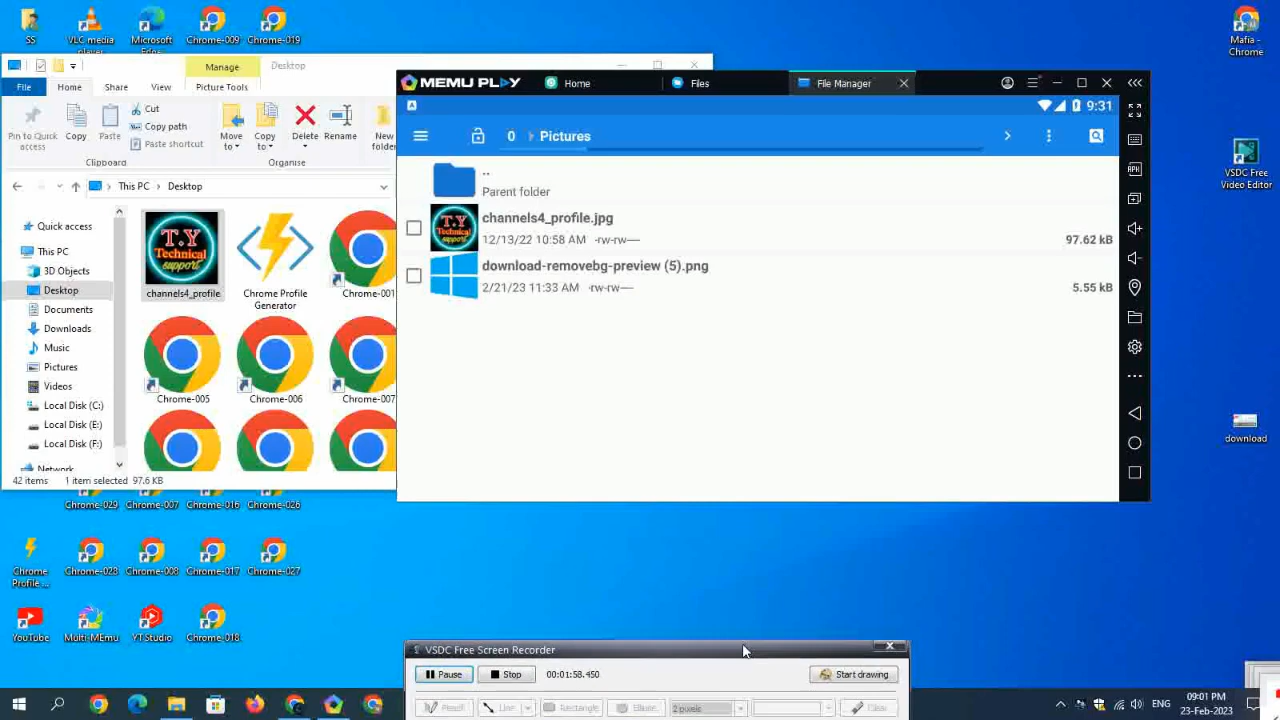 SS
VLC media
player
Microsoft
Edge
Chrome-009
Chrome-019
Mafia -
Chrome
VSDC Free
Video Editor
download
Manage
Desktop
File
Home
Share
View
Picture Tools
Pin to Quick
access
Copy
Paste
Cut
Copy path
Paste shortcut
Clipboard
Move
to
Copy
to
Delete
Rename
New
folder
Organise
This PC
Desktop
Quick access
This PC
3D Objects
Desktop
Documents
Downloads
Music
Pictures
Videos
Local Disk (C:)
Local Disk (E:)
Local Disk (F:)
Network
T.Y
Technical
support
channels4_profile
Chrome Profile
Generator
Chrome-001
Chrome-005
Chrome-006
Chrome-007
42 items
1 item selected 97.6 KB
MEMU PLAY
Home
Files
File Manager
A
9:31
0
Pictures
..
Parent folder
T.Y
Technical
support
channels4_profile.jpg
12/13/22 10:58 AM -rw-rw----
97.62 kB
download-removebg-preview (5).png
2/21/23 11:33 AM -rw-rw----
5.55 kB
RPH
Chrome-029
Chrome-007
Chrome-016
Chrome-026
Chrome
Profile ...
Chrome-028
Chrome-008
Chrome-017
Chrome-027
YouTube
Multi-MEmu
YT Studio
Chrome-018
VSDC Free Screen Recorder
Pause
Stop
00:01:58.450
Start drawing
Pencil
Line
Rectangle
Ellipse
2 pixels
Clear
ENG
09:01 PM
23-Feb-2023